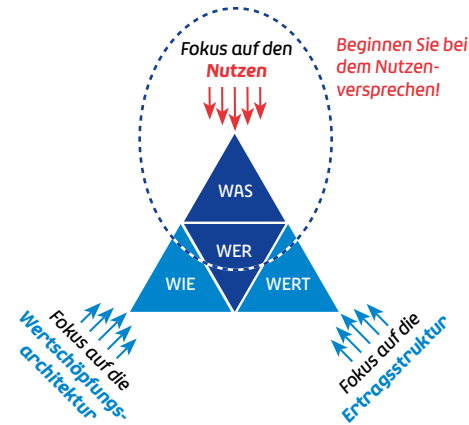 Fokus auf den
Nutzen
Beginnen Sie bei
dem Nutzen-
versprechen!
WAS
WER
WIE
WERT
Fokus auf die
Wertschöpfungs-
architektur
Fokus auf die
Ertragsstruktur